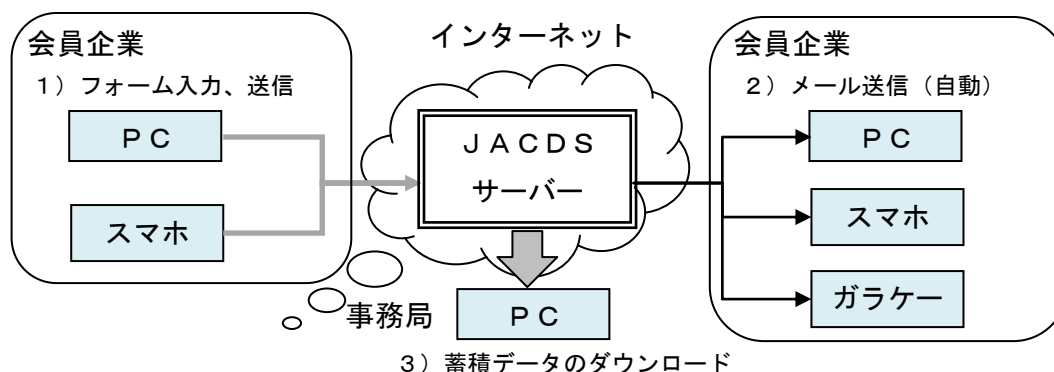 会員企業
1）フォーム入力、送信
ＰＣ
スマホ
インターネット
ＪＡＣＤＳ
サーバー
事務局
ＰＣ
3）蓄積データのダウンロード
会員企業
2）メール送信（自動）
ＰＣ
スマホ
ガラケー